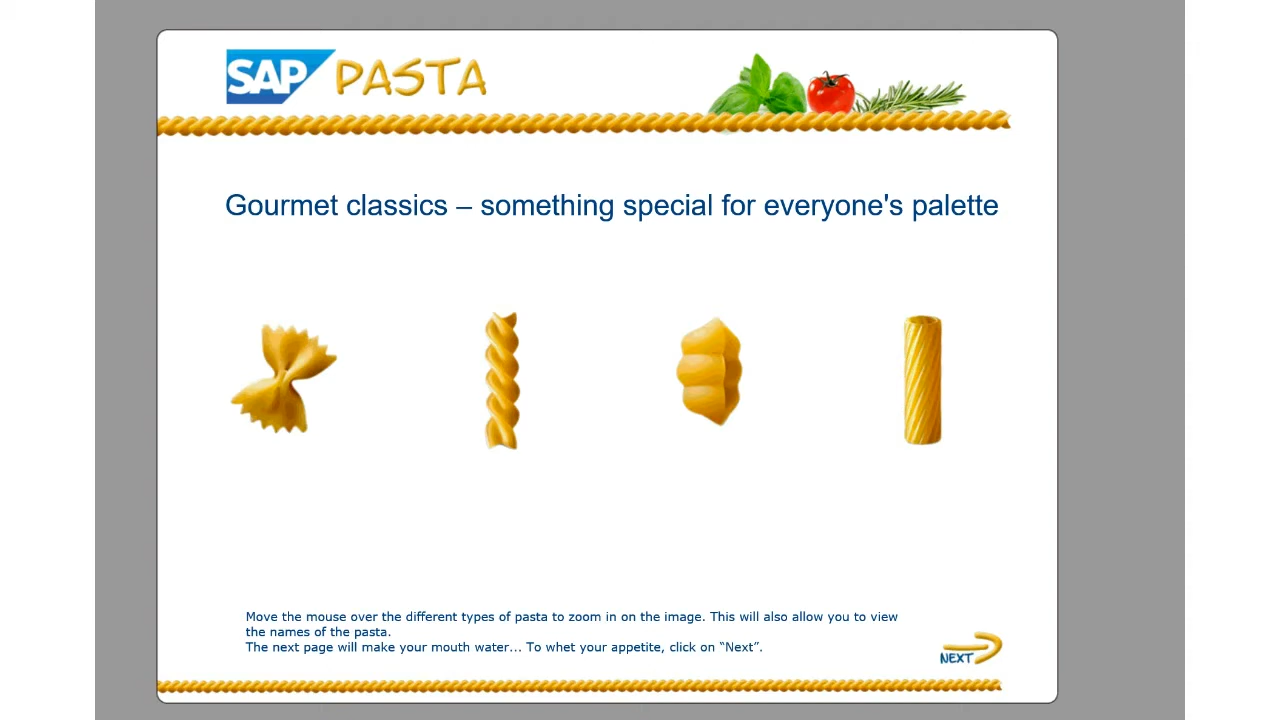 SAP PASTA
Gourmet classics – something special for everyone's palette
Move the mouse over the different types of pasta to zoom in on the image. This will also allow you to view
the names of the pasta.
The next page will make your mouth water... To whet your appetite, click on “Next”.
NEXT